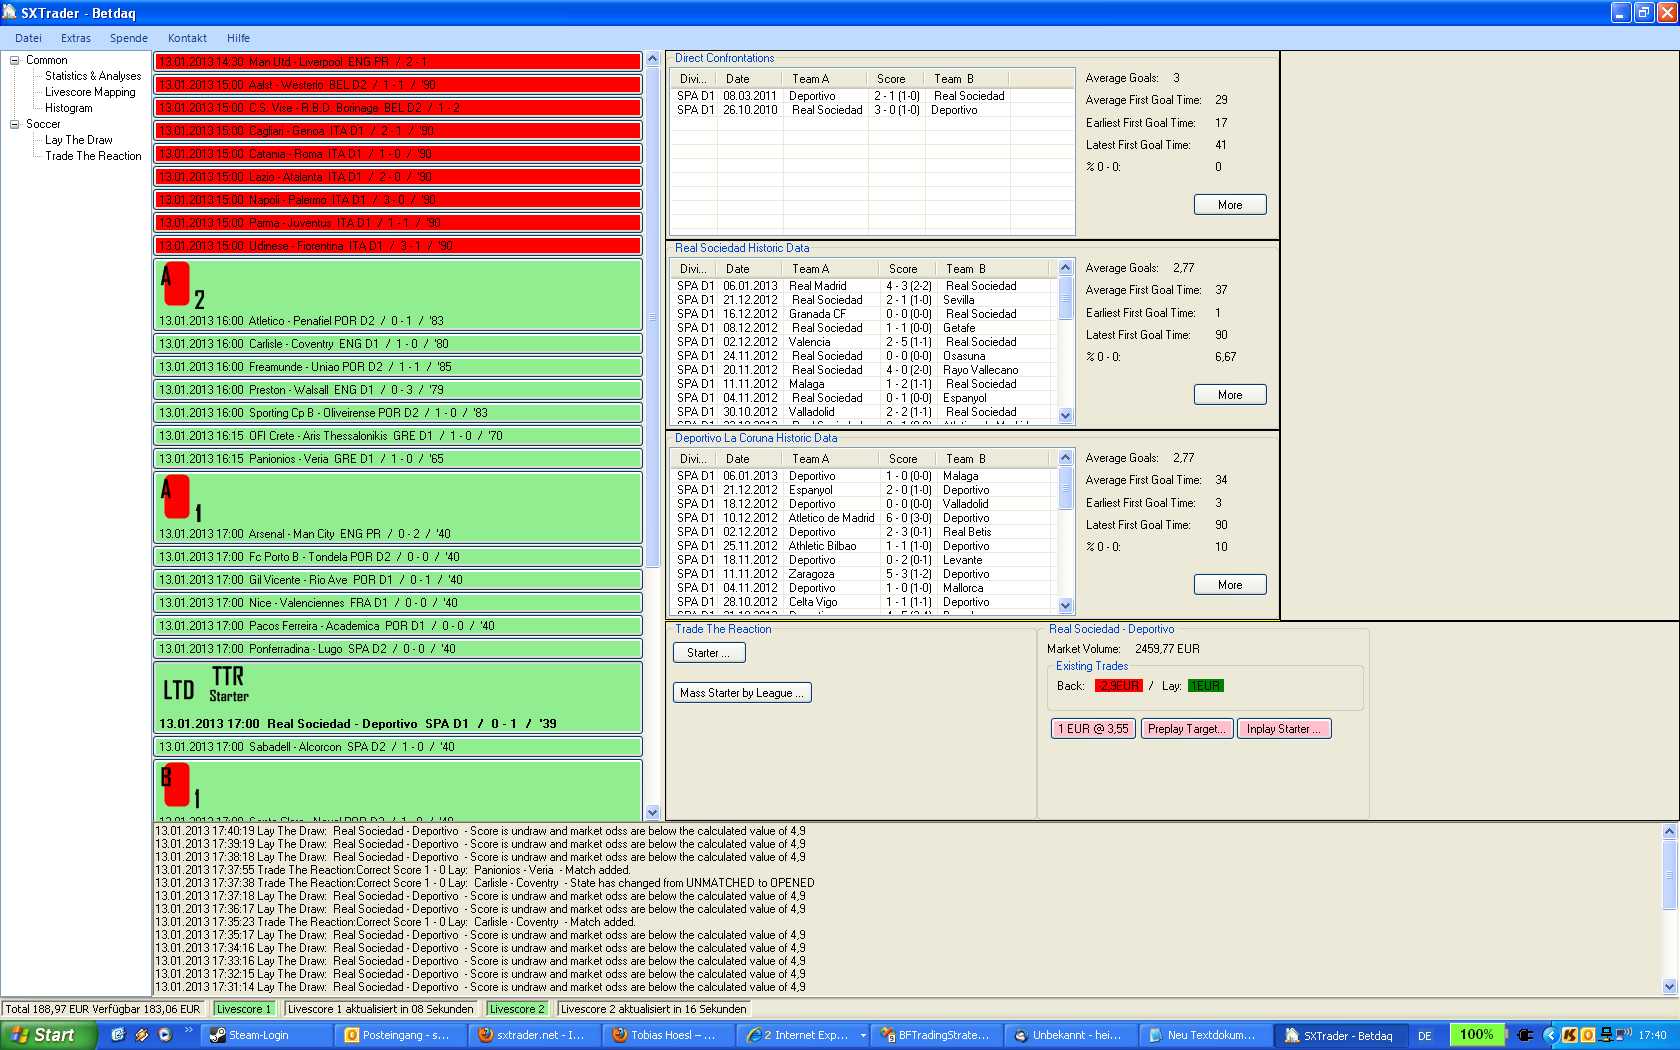 SXTrader - Betdaq
Datei Extras Spende Kontakt Hilfe
Common
Statistics & Analyses
Livescore Mapping
Histogram
Soccer
Lay The Draw
Trade The Reaction
13.01.2013 14:30 Man Utd - Liverpool ENG PR / 2 - 1
13.01.2013 15:00 Aalst - Westerlo BEL D2 / 1 - 1 / '90
13.01.2013 15:00 C.S. Vise - R.B.D. Borinage BEL D2 / 1 - 2
13.01.2013 15:00 Cagliari - Genoa ITA D1 / 2 - 1 / '90
13.01.2013 15:00 Catania - Roma ITA D1 / 1 - 0 / '90
13.01.2013 15:00 Lazio - Atalanta ITA D1 / 2 - 0 / '90
13.01.2013 15:00 Napoli - Palermo ITA D1 / 3 - 0 / '90
13.01.2013 15:00 Parma - Juventus ITA D1 / 1 - 1 / '90
13.01.2013 15:00 Udinese - Fiorentina ITA D1 / 3 - 1 / '90
A 2
13.01.2013 16:00 Atletico - Penafiel POR D2 / 0 - 1 / '83
13.01.2013 16:00 Carlisle - Coventry ENG D1 / 1 - 0 / '80
13.01.2013 16:00 Freamunde - Uniao POR D2 / 1 - 1 / '85
13.01.2013 16:00 Preston - Walsall ENG D1 / 0 - 3 / '79
13.01.2013 16:00 Sporting Cp B - Oliveirense POR D2 / 1 - 0 / '83
13.01.2013 16:15 OFI Crete - Aris Thessalonikis GRE D1 / 1 - 0 / '70
13.01.2013 16:15 Panionios - Veria GRE D1 / 1 - 0 / '65
A 1
13.01.2013 17:00 Arsenal - Man City ENG PR / 0 - 2 / '40
13.01.2013 17:00 Fc Porto B - Tondela POR D2 / 0 - 0 / '40
13.01.2013 17:00 Gil Vicente - Rio Ave POR D1 / 0 - 1 / '40
13.01.2013 17:00 Nice - Valenciennes FRA D1 / 0 - 0 / '40
13.01.2013 17:00 Pacos Ferreira - Academica POR D1 / 0 - 0 / '40
13.01.2013 17:00 Ponferradina - Lugo SPA D2 / 0 - 0 / '40
LTD TTR Starter
13.01.2013 17:00 Real Sociedad - Deportivo SPA D1 / 0 - 1 / '39
13.01.2013 17:00 Sabadell - Alcorcon SPA D2 / 1 - 0 / '40
B 1
Direct Confrontations
Divi... Date Team A Score Team B
SPA D1 08.03.2011 Deportivo 2 - 1 (1-0) Real Sociedad
SPA D1 26.10.2010 Real Sociedad 3 - 0 (1-0) Deportivo
Average Goals: 3
Average First Goal Time: 29
Earliest First Goal Time: 17
Latest First Goal Time: 41
% 0 - 0: 0
More
Real Sociedad Historic Data
Divi... Date Team A Score Team B
SPA D1 06.01.2013 Real Madrid 4 - 3 (2-2) Real Sociedad
SPA D1 21.12.2012 Real Sociedad 2 - 1 (1-0) Sevilla
SPA D1 16.12.2012 Granada CF 0 - 0 (0-0) Real Sociedad
SPA D1 08.12.2012 Real Sociedad 1 - 1 (0-0) Getafe
SPA D1 02.12.2012 Valencia 2 - 5 (1-1) Real Sociedad
SPA D1 24.11.2012 Real Sociedad 0 - 0 (0-0) Osasuna
SPA D1 20.11.2012 Real Sociedad 4 - 0 (2-0) Rayo Vallecano
SPA D1 11.11.2012 Malaga 1 - 2 (1-1) Real Sociedad
SPA D1 04.11.2012 Real Sociedad 0 - 1 (0-0) Espanyol
SPA D1 30.10.2012 Valladolid 2 - 2 (1-1) Real Sociedad
Average Goals: 2,77
Average First Goal Time: 37
Earliest First Goal Time: 1
Latest First Goal Time: 90
% 0 - 0: 6,67
More
Deportivo La Coruna Historic Data
Divi... Date Team A Score Team B
SPA D1 06.01.2013 Deportivo 1 - 0 (0-0) Malaga
SPA D1 21.12.2012 Espanyol 2 - 0 (1-0) Deportivo
SPA D1 18.12.2012 Deportivo 0 - 0 (0-0) Valladolid
SPA D1 10.12.2012 Atletico de Madrid 6 - 0 (3-0) Deportivo
SPA D1 02.12.2012 Deportivo 2 - 3 (0-1) Real Betis
SPA D1 25.11.2012 Athletic Bilbao 1 - 1 (1-0) Deportivo
SPA D1 18.11.2012 Deportivo 0 - 2 (0-1) Levante
SPA D1 11.11.2012 Zaragoza 5 - 3 (1-2) Deportivo
SPA D1 04.11.2012 Deportivo 1 - 0 (1-0) Mallorca
SPA D1 28.10.2012 Celta Vigo 1 - 1 (1-1) Deportivo
Average Goals: 2,77
Average First Goal Time: 34
Earliest First Goal Time: 3
Latest First Goal Time: 90
% 0 - 0: 10
More
Trade The Reaction
Starter ...
Mass Starter by League ...
Real Sociedad - Deportivo
Market Volume: 2459,77 EUR
Existing Trades
Back: -2,9EUR / Lay: 1EUR
1 EUR @ 3,55 Preplay Target... Inplay Starter ...
13.01.2013 17:40:19 Lay The Draw: Real Sociedad - Deportivo - Score is undraw and market odss are below the calculated value of 4,9
13.01.2013 17:39:19 Lay The Draw: Real Sociedad - Deportivo - Score is undraw and market odss are below the calculated value of 4,9
13.01.2013 17:38:18 Lay The Draw: Real Sociedad - Deportivo - Score is undraw and market odss are below the calculated value of 4,9
13.01.2013 17:37:55 Trade The Reaction:Correct Score 1 - 0 Lay: Panionios - Veria - Match added.
13.01.2013 17:37:38 Trade The Reaction:Correct Score 1 - 0 Lay: Carlisle - Coventry - State has changed from UNMATCHED to OPENED
13.01.2013 17:37:18 Lay The Draw: Real Sociedad - Deportivo - Score is undraw and market odss are below the calculated value of 4,9
13.01.2013 17:36:17 Lay The Draw: Real Sociedad - Deportivo - Score is undraw and market odss are below the calculated value of 4,9
13.01.2013 17:35:23 Trade The Reaction:Correct Score 1 - 0 Lay: Carlisle - Coventry - Match added.
13.01.2013 17:35:17 Lay The Draw: Real Sociedad - Deportivo - Score is undraw and market odss are below the calculated value of 4,9
13.01.2013 17:34:16 Lay The Draw: Real Sociedad - Deportivo - Score is undraw and market odss are below the calculated value of 4,9
13.01.2013 17:33:16 Lay The Draw: Real Sociedad - Deportivo - Score is undraw and market odss are below the calculated value of 4,9
13.01.2013 17:32:15 Lay The Draw: Real Sociedad - Deportivo - Score is undraw and market odss are below the calculated value of 4,9
13.01.2013 17:31:14 Lay The Draw: Real Sociedad - Deportivo - Score is undraw and market odss are below the calculated value of 4,9
Total 188,97 EUR Verfügbar 183,06 EUR Livescore 1 Livescore 1 aktualisiert in 08 Sekunden Livescore 2 Livescore 2 aktualisiert in 16 Sekunden
Start Steam-Login Posteingang - s... sxtrader.net - I... Tobias Hoesl – ... 2 Internet Exp... BFTradingStrate... Unbekannt - hei... Neu Textdokum... SXTrader - Betdaq DE 100% 17:40